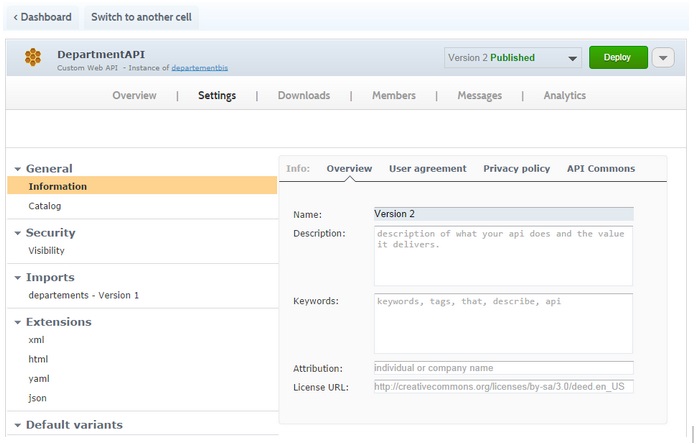 ‹ Dashboard
Switch to another cell
DepartmentAPI
Custom Web API - Instance of departementbis
Version 2 Published
Deploy
Overview | Settings | Downloads | Members | Messages | Analytics
General
Information
Catalog
Security
Visibility
Imports
departements - Version 1
Extensions
xml
html
yaml
json
Default variants
Info: Overview User agreement Privacy policy API Commons
Name: Version 2
Description: description of what your api does and the value
it delivers.
Keywords: keywords, tags, that, describe, api
Attribution: individual or company name
License URL: http://creativecommons.org/licenses/by-sa/3.0/deed.en_US